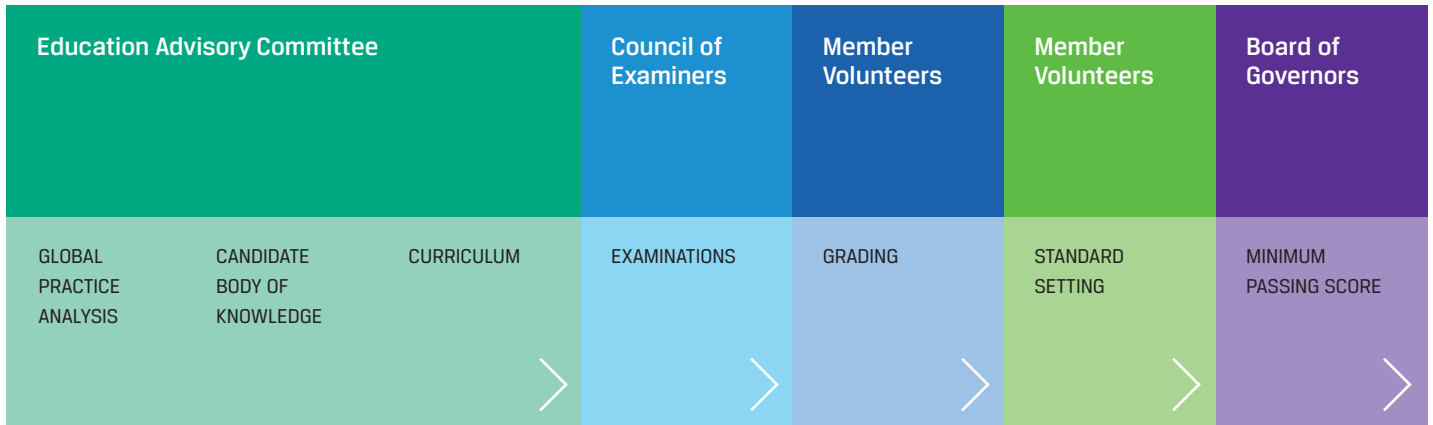 Education Advisory Committee
Council of
Examiners
Member
Volunteers
Member
Volunteers
Board of
Governors
GLOBAL
PRACTICE
ANALYSIS
CANDIDATE
BODY OF
KNOWLEDGE
CURRICULUM
EXAMINATIONS
GRADING
STANDARD
SETTING
MINIMUM
PASSING SCORE